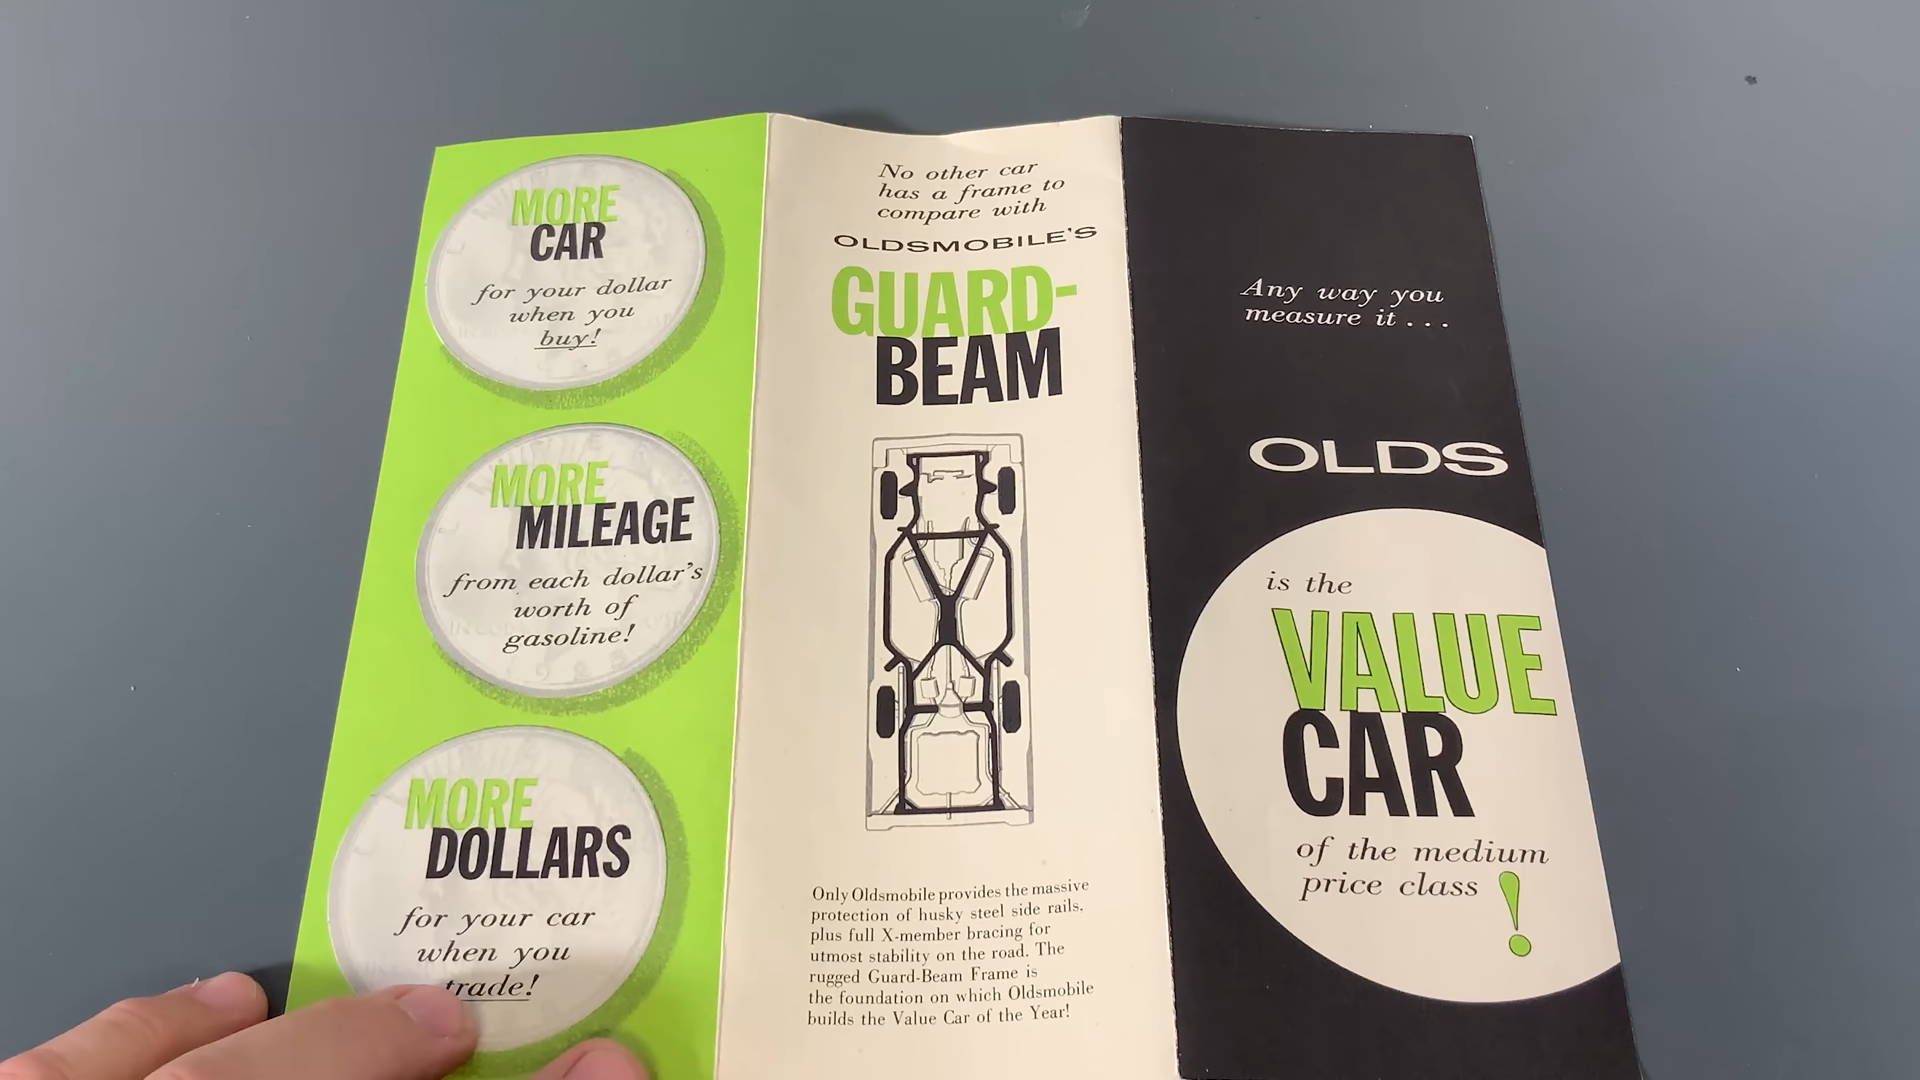 MORE
CAR
for your dollar
when you
buy!
MORE
MILEAGE
from each dollar's
worth of
gasoline!
MORE
DOLLARS
for your car
when you
trade!
No other car
has a frame to
compare with
OLDSMOBILE'S
GUARD-
BEAM
Only Oldsmobile provides the massive
protection of husky steel side rails,
plus full X-member bracing for
utmost stability on the road. The
rugged Guard-Beam Frame is
the foundation on which Oldsmobile
builds the Value Car of the Year!
Any way you
measure it...
OLDS
is the
VALUE
CAR
of the medium
price class!